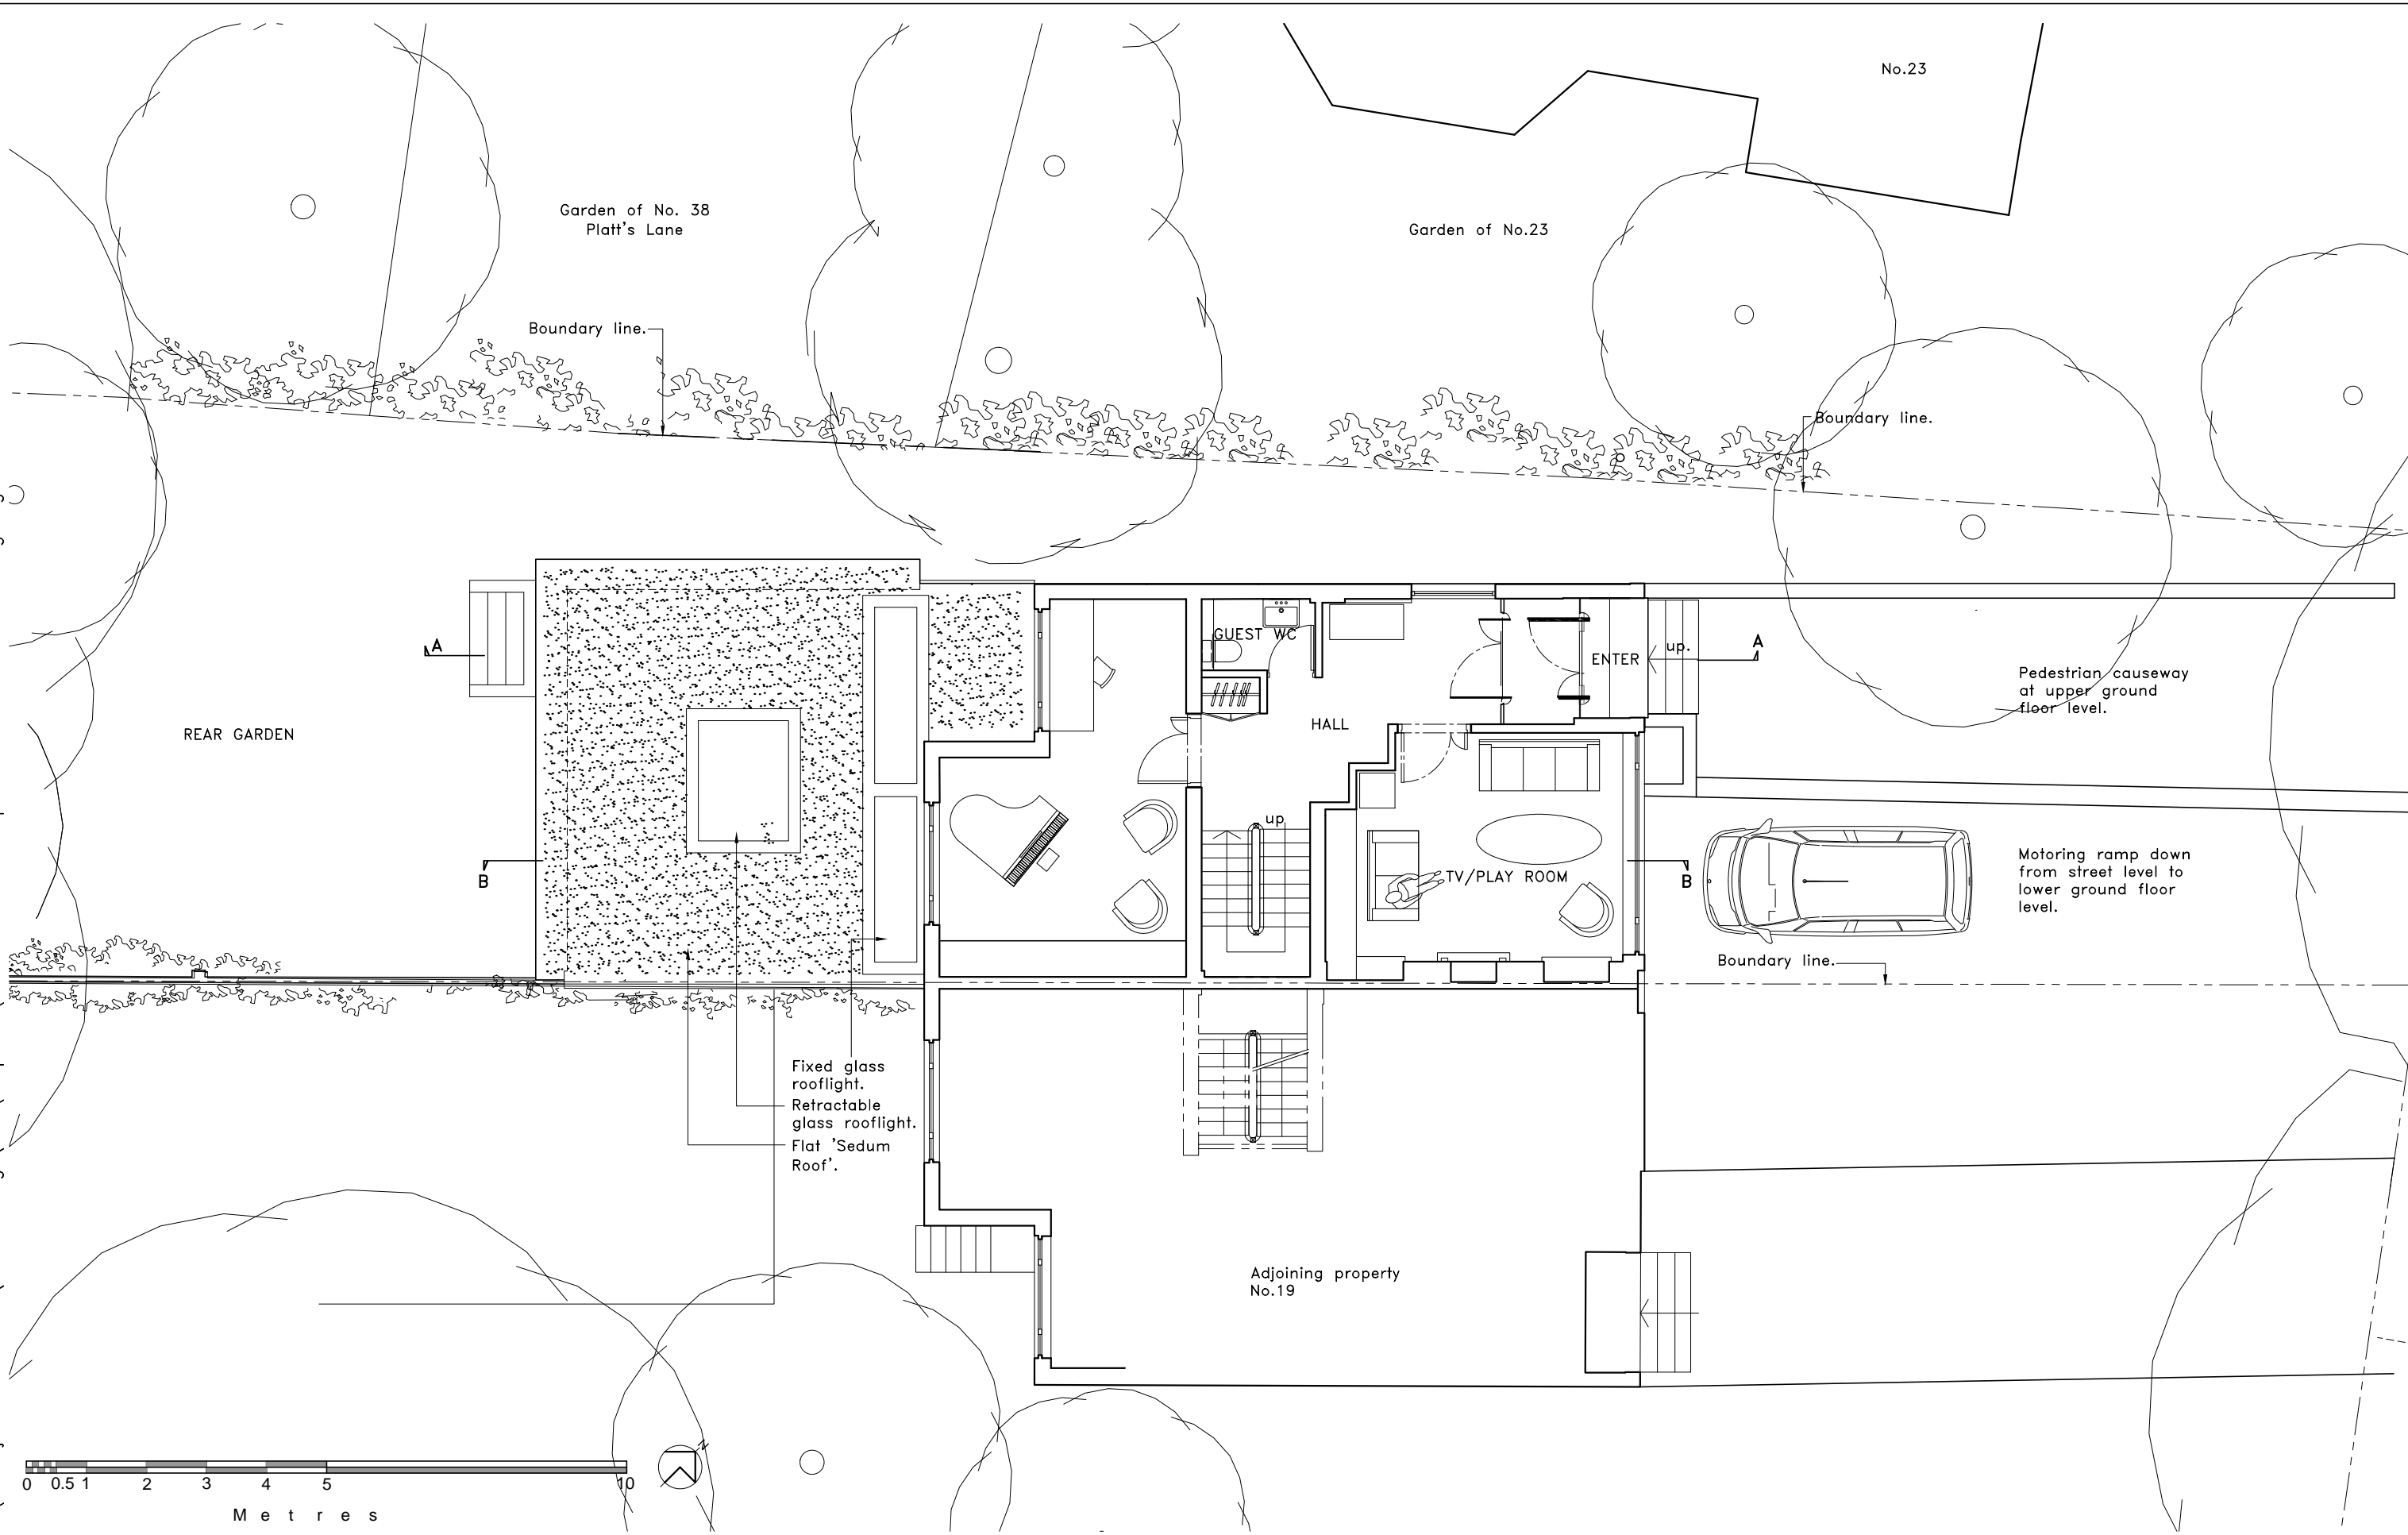 No.23
Garden of No. 38
Platt's Lane
Garden of No.23
Boundary line.
Boundary line.
A
GUEST WC
ENTER
up.
A
Pedestrian causeway
at upper ground
floor level.
REAR GARDEN
HALL
up
B
TV/PLAY ROOM
B
Motoring ramp down
from street level to
lower ground floor
level.
Boundary line.
Fixed glass
rooflight.
Retractable
glass rooflight.
Flat 'Sedum
Roof'.
Adjoining property
No.19
N
0 0.5 1 2 3 4 5 10
Metres